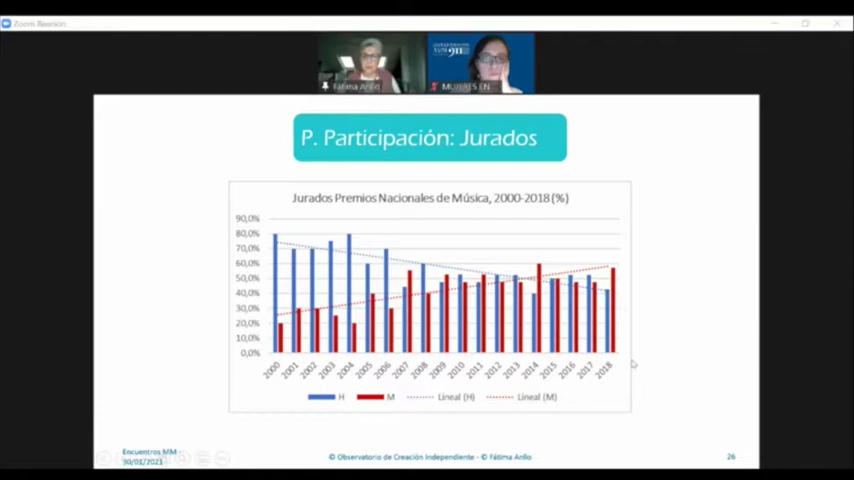 Zoom Reunión
MUJERES EN
Fátima Anllo
P. Participación: Jurados
Jurados Premios Nacionales de Música, 2000-2018 (%)
90,0%
80,0%
70,0%
60,0%
50,0%
40,0%
30,0%
20,0%
10,0%
0,0%
2000 2001 2002 2003 2004 2005 2006 2007 2008 2009 2010 2011 2012 2013 2014 2015 2016 2017 2018
H M Lineal (H) Lineal (M)
Encuentros MM -
30/01/2021
© Observatorio de Creación Independiente - © Fátima Anllo
26